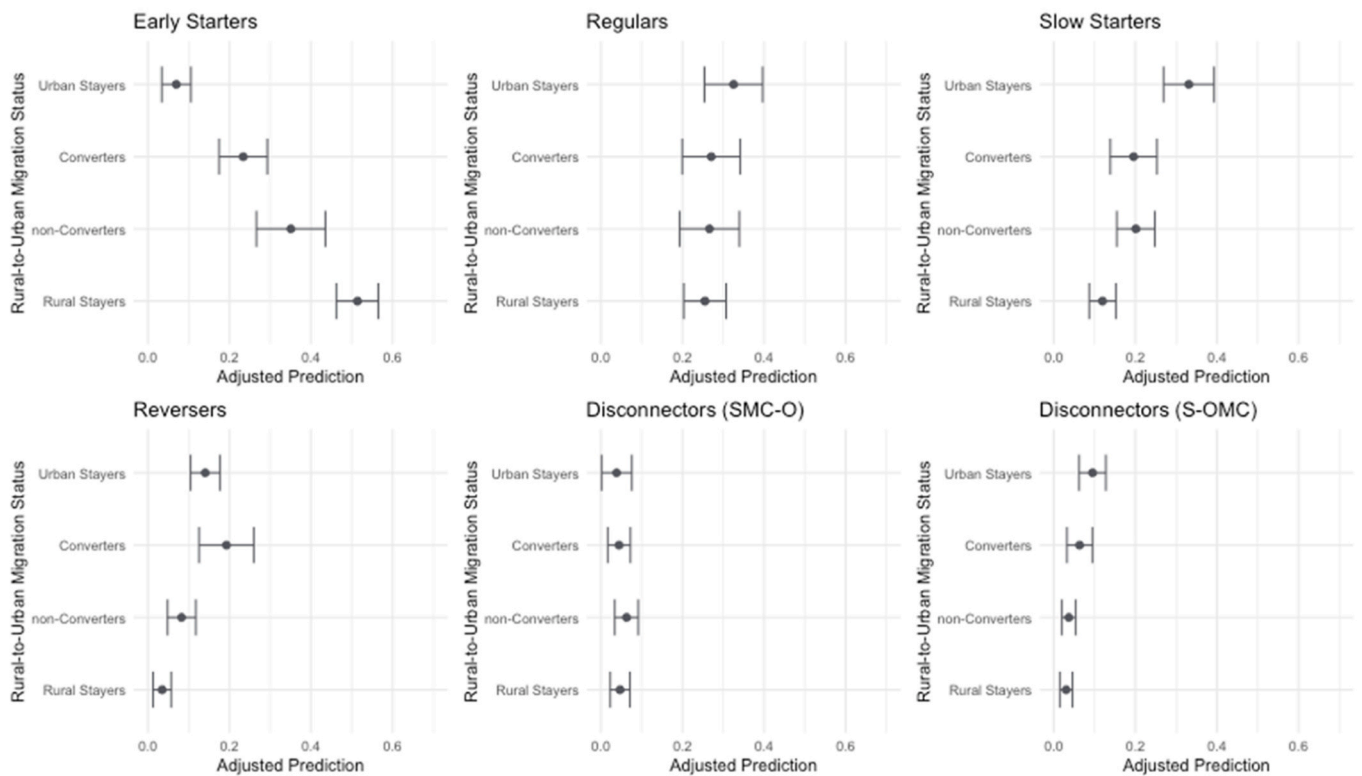 Early Starters
Rural-to-Urban Migration Status
Urban Stayers
Converters
non-Converters
Rural Stayers
0.0 0.2 0.4 0.6
Adjusted Prediction
Regulars
Rural-to-Urban Migration Status
Urban Stayers
Converters
non-Converters
Rural Stayers
0.0 0.2 0.4 0.6
Adjusted Prediction
Slow Starters
Rural-to-Urban Migration Status
Urban Stayers
Converters
non-Converters
Rural Stayers
0.0 0.2 0.4 0.6
Adjusted Prediction
Reversers
Rural-to-Urban Migration Status
Urban Stayers
Converters
non-Converters
Rural Stayers
0.0 0.2 0.4 0.6
Adjusted Prediction
Disconnectors (SMC-O)
Rural-to-Urban Migration Status
Urban Stayers
Converters
non-Converters
Rural Stayers
0.0 0.2 0.4 0.6
Adjusted Prediction
Disconnectors (S-OMC)
Rural-to-Urban Migration Status
Urban Stayers
Converters
non-Converters
Rural Stayers
0.0 0.2 0.4 0.6
Adjusted Prediction